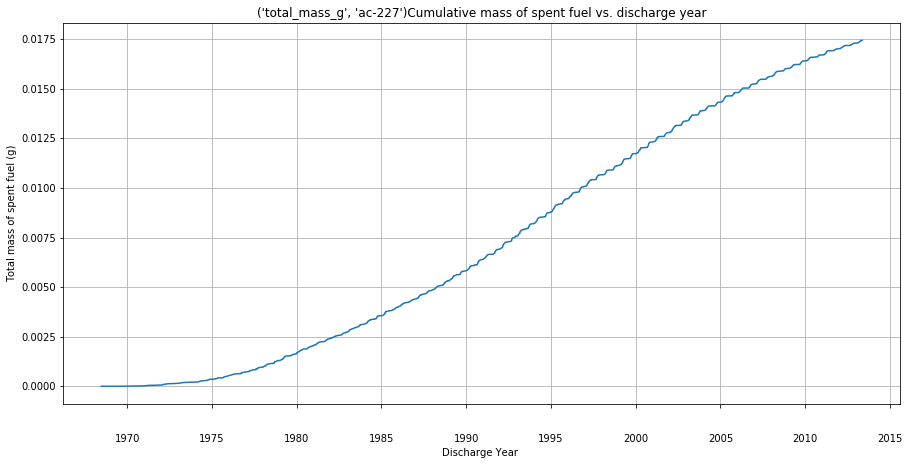 ('total_mass_g', 'ac-227')Cumulative mass of spent fuel vs. discharge year
0.0175
0.0150
0.0125
0.0100
0.0075
0.0050
0.0025
0.0000
Total mass of spent fuel (g)
1970 1975 1980 1985 1990 1995 2000 2005 2010 2015
Discharge Year